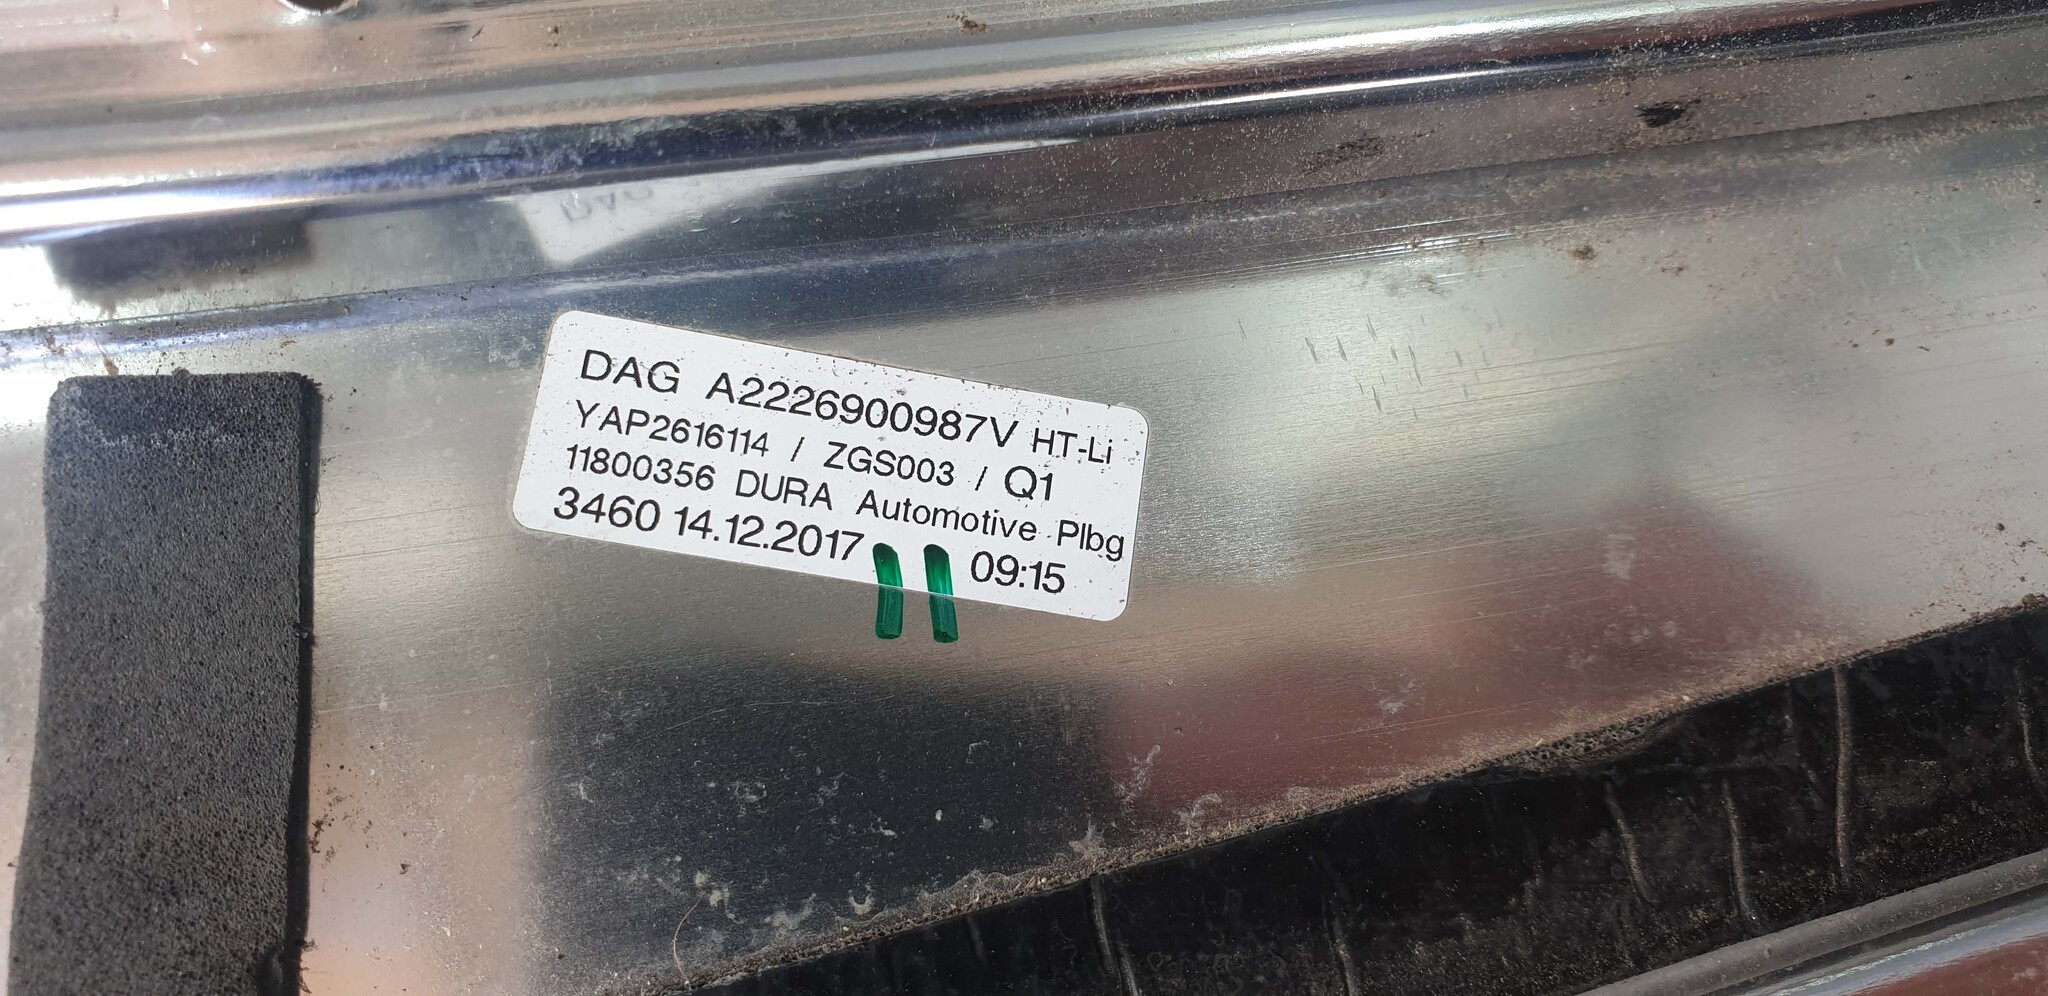 DAG A2226900987V HT-Li
YAP2616114 / ZGS003 / Q1
11800356 DURA Automotive Plbg
3460 14.12.2017 09:15